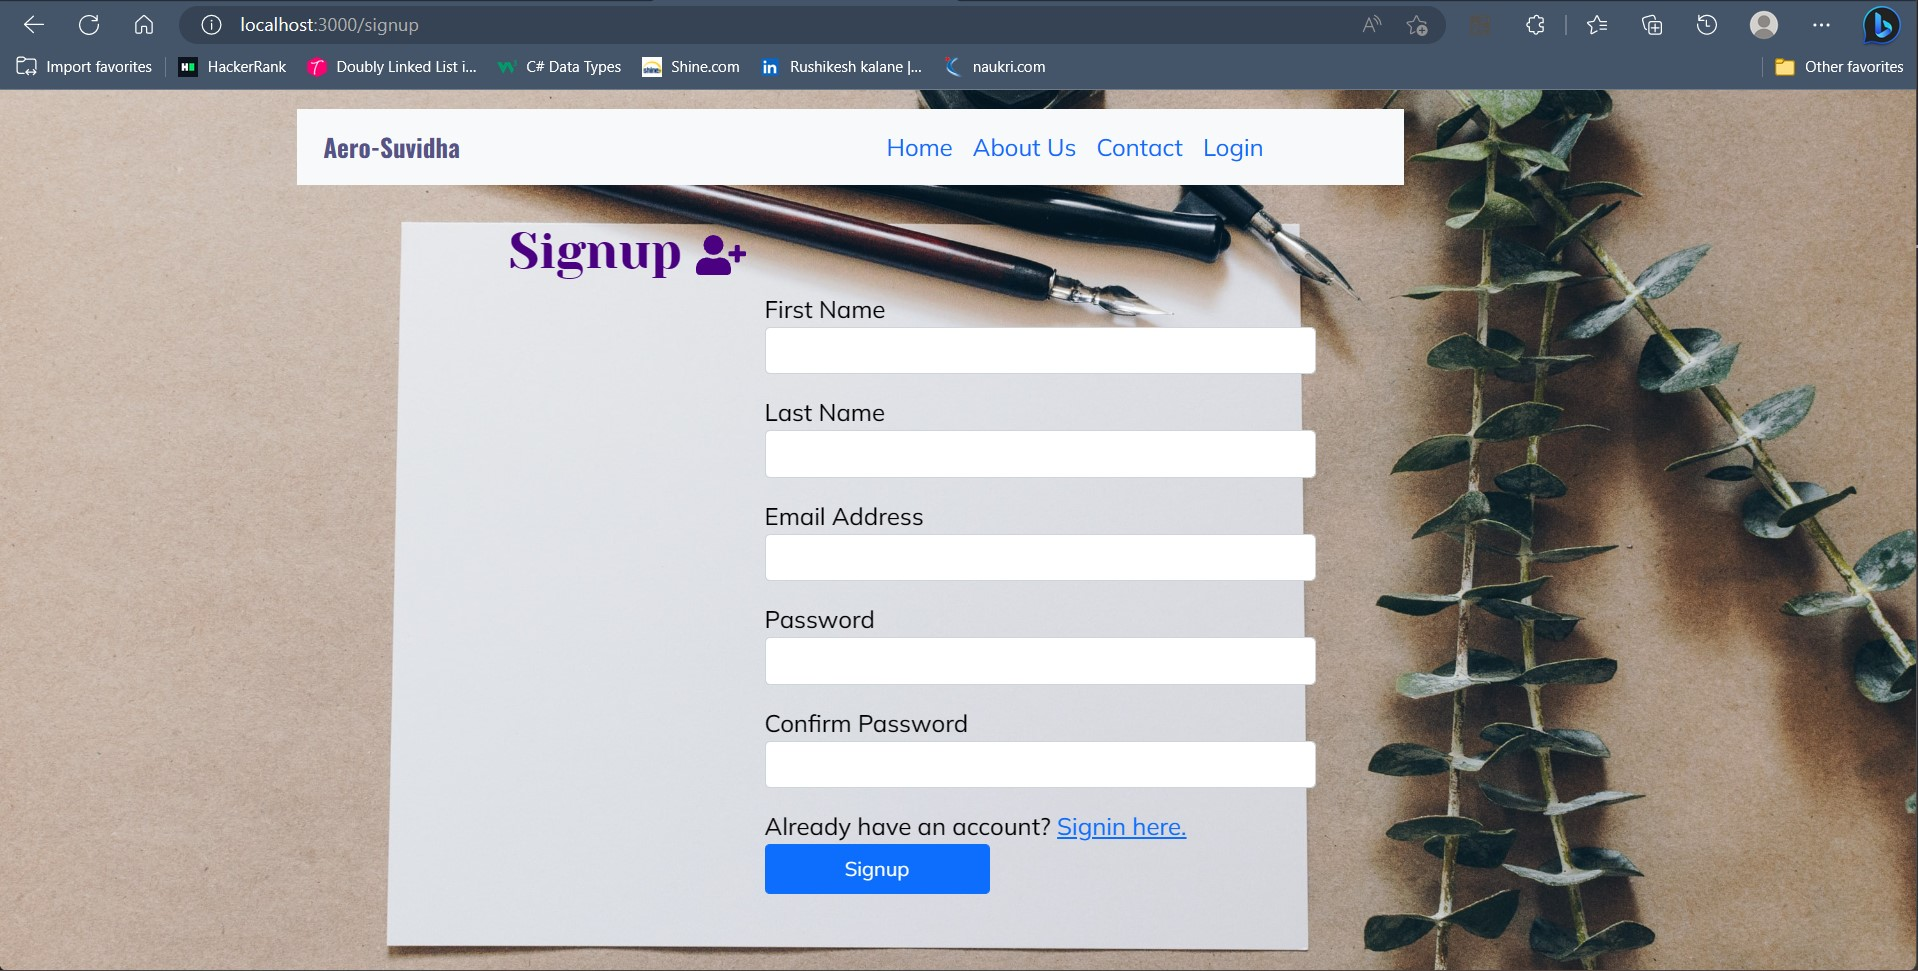 localhost:3000/signup
Import favorites HackerRank Doubly Linked List i... C# Data Types Shine.com Rushikesh kalane |... naukri.com Other favorites
Aero-Suvidha Home About Us Contact Login
Signup
First Name
Last Name
Email Address
Password
Confirm Password
Already have an account? Signin here.
Signup